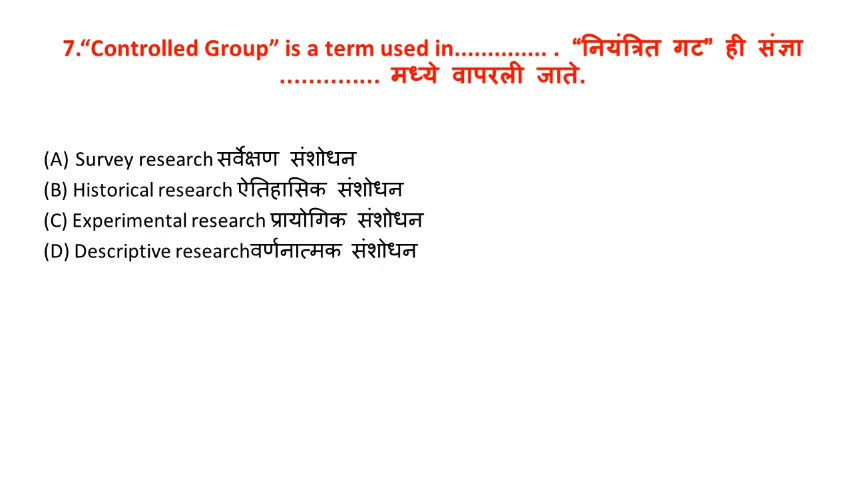 7.“Controlled Group” is a term used in.............. . “नियंत्रित गट” ही संज्ञा
.............. मध्ये वापरली जाते.
(A) Survey research सर्वेक्षण संशोधन
(B) Historical research ऐतिहासिक संशोधन
(C) Experimental research प्रायोगिक संशोधन
(D) Descriptive researchवर्णनात्मक संशोधन